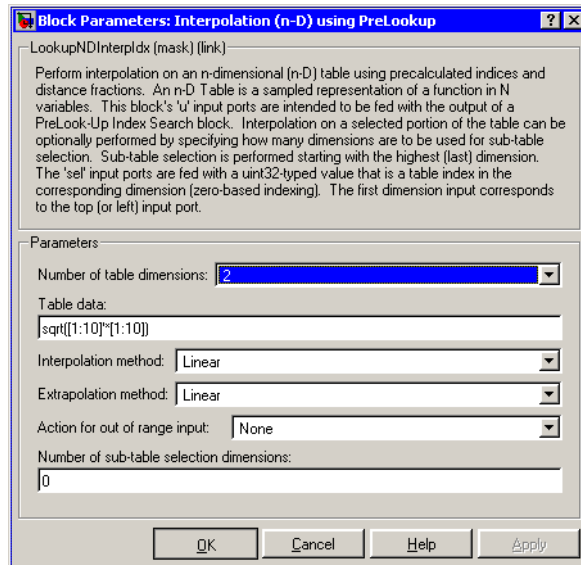 Block Parameters: Interpolation (n-D) using PreLookup
LookupNDInterpIdx (mask) (link)
Perform interpolation on an n-dimensional (n-D) table using precalculated indices and
distance fractions. An n-D Table is a sampled representation of a function in N
variables. This block's 'u' input ports are intended to be fed with the output of a
PreLook-Up Index Search block. Interpolation on a selected portion of the table can be
optionally performed by specifying how many dimensions are to be used for sub-table
selection. Sub-table selection is performed starting with the highest (last) dimension.
The 'sel' input ports are fed with a uint32-typed value that is a table index in the
corresponding dimension (zero-based indexing). The first dimension input corresponds
to the top (or left) input port.
Parameters
Number of table dimensions: 2
Table data:
sqrt([1:10]'*[1:10])
Interpolation method: Linear
Extrapolation method: Linear
Action for out of range input: None
Number of sub-table selection dimensions:
0
OK Cancel Help Apply